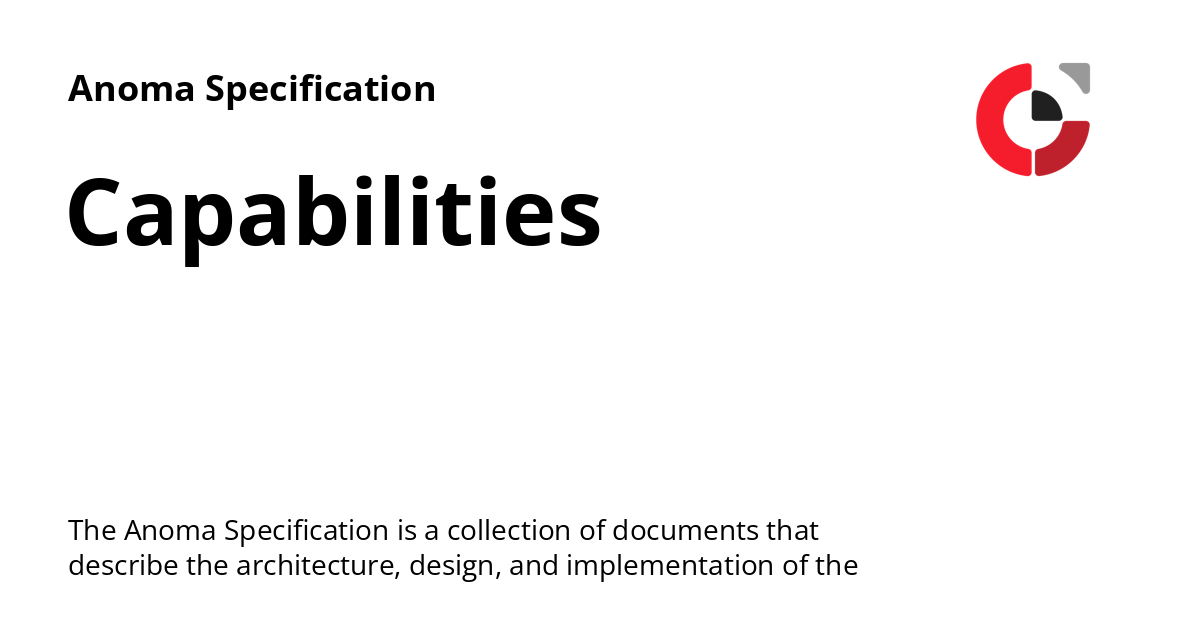 Anoma Specification
Capabilities
The Anoma Specification is a collection of documents that
describe the architecture, design, and implementation of the